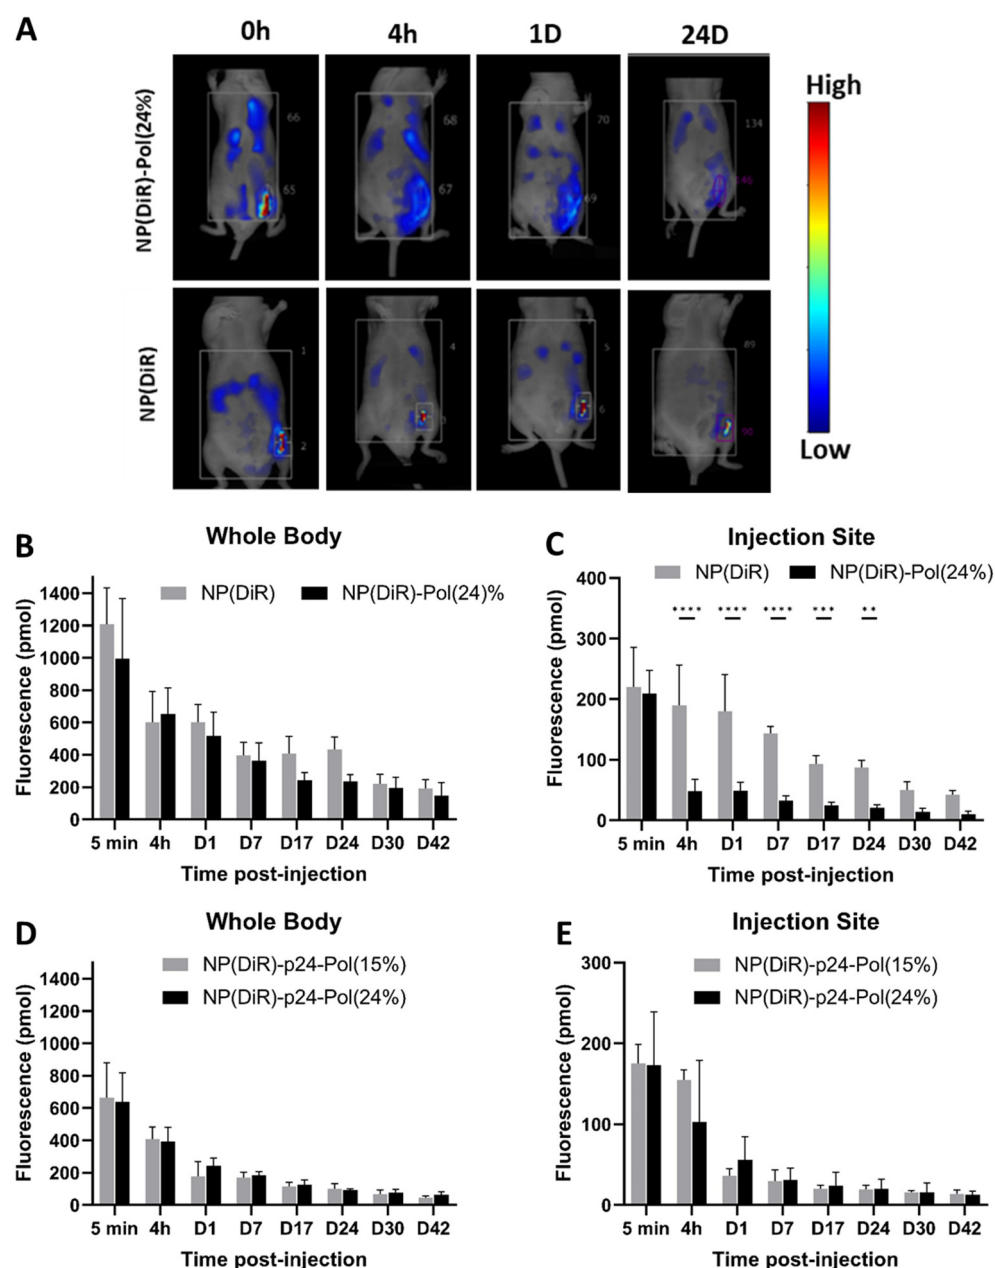 A
0h 4h 1D 24D
NP(DiR)-Pol(24%)
66
65
68
67
70
69
134
146
High
Low
NP(DiR)
1
2
4
3
5
6
89
90
B
Whole Body
NP(DiR) NP(DiR)-Pol(24)%
Fluorescence (pmol)
1400
1200
1000
800
600
400
200
0
5 min 4h D1 D7 D17 D24 D30 D42
Time post-injection
C
Injection Site
NP(DiR) NP(DiR)-Pol(24%)
Fluorescence (pmol)
400
300
200
100
0
**** **** **** *** **
5 min 4h D1 D7 D17 D24 D30 D42
Time post-injection
D
Whole Body
NP(DiR)-p24-Pol(15%)
NP(DiR)-p24-Pol(24%)
Fluorescence (pmol)
1400
1200
1000
800
600
400
200
0
5 min 4h D1 D7 D17 D24 D30 D42
Time post-injection
E
Injection Site
NP(DiR)-p24-Pol(15%)
NP(DiR)-p24-Pol(24%)
Fluorescence (pmol)
300
200
100
0
5 min 4h D1 D7 D17 D24 D30 D42
Time post-injection